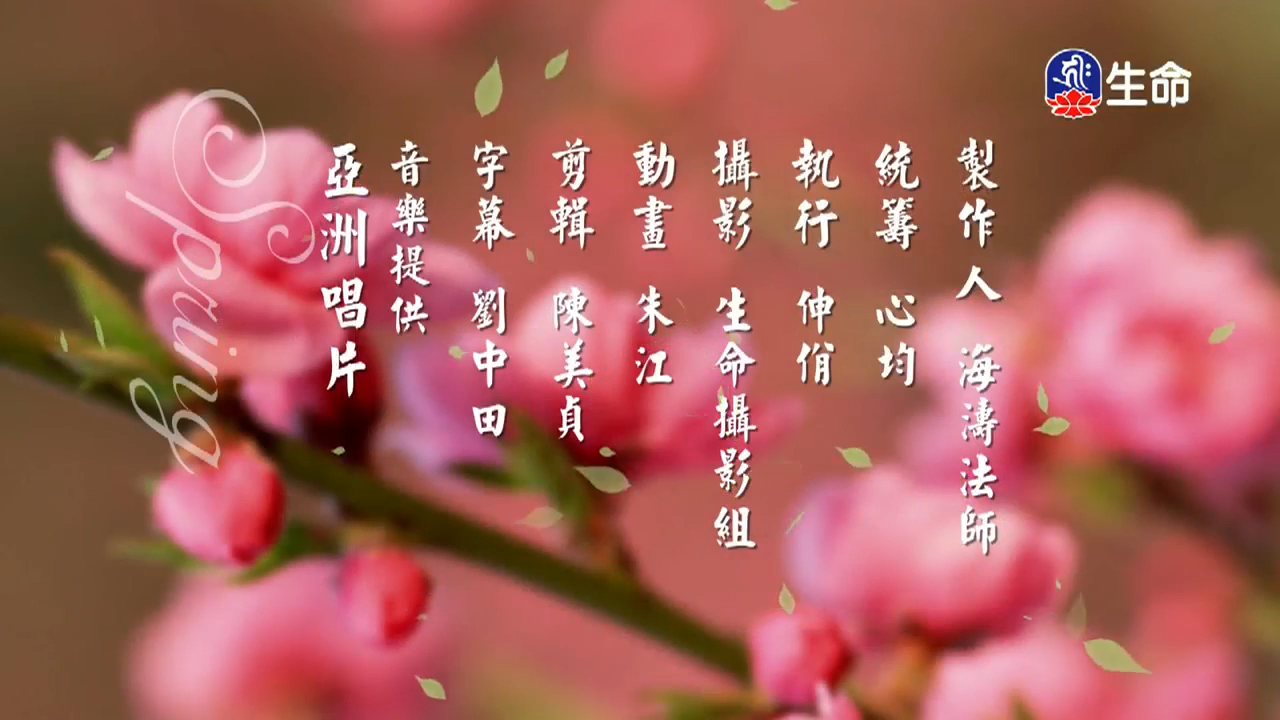 生命
製作人 海濤法師
統籌 心均
執行 伸俏
攝影 生命攝影組
動畫 朱江
剪輯 陳美貞
字幕 劉中田
音樂提供
亞洲唱片
Spring